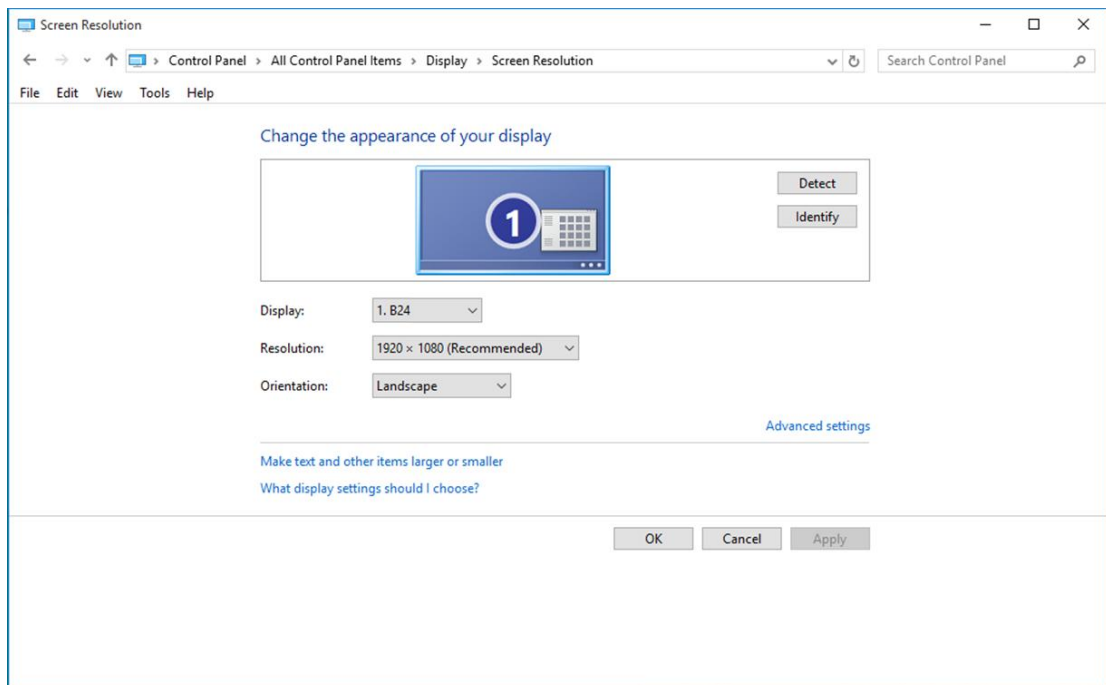 Screen Resolution
Control Panel > All Control Panel Items > Display > Screen Resolution
Search Control Panel
File Edit View Tools Help
Change the appearance of your display
1
Detect
Identify
Display: 1. B24
Resolution: 1920 × 1080 (Recommended)
Orientation: Landscape
Advanced settings
Make text and other items larger or smaller
What display settings should I choose?
OK Cancel Apply